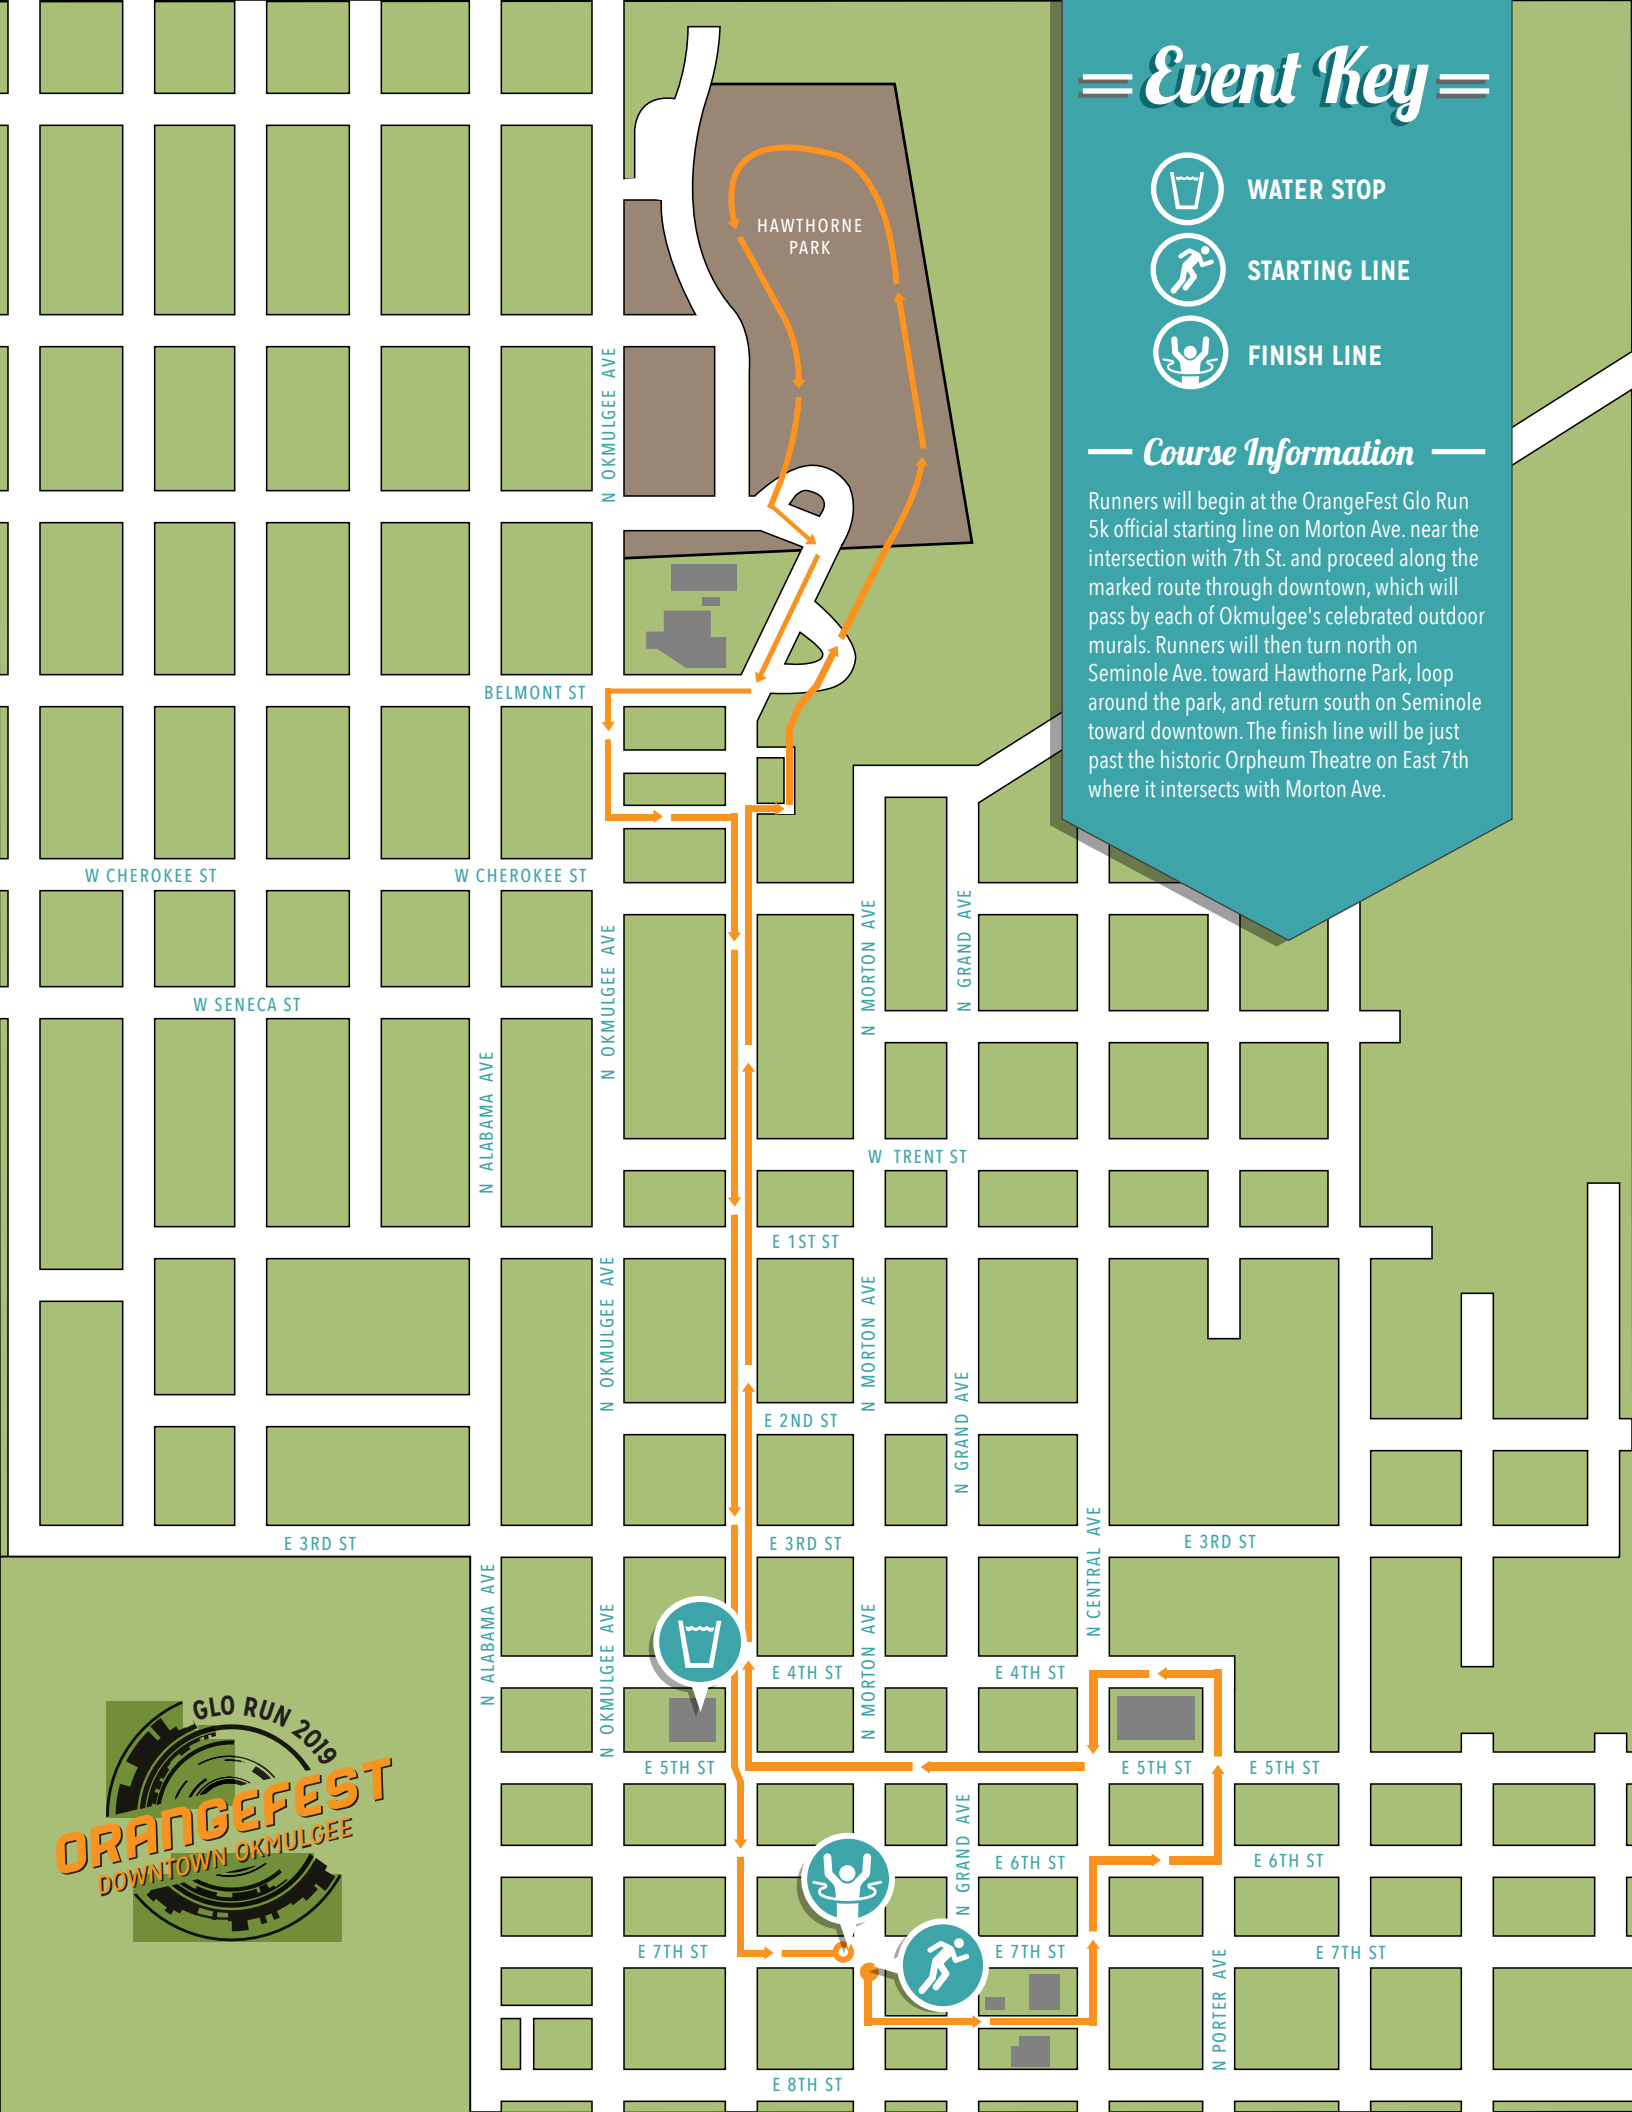 Event Key
WATER STOP
STARTING LINE
FINISH LINE
Course Information
Runners will begin at the OrangeFest Glo Run
5k official starting line on Morton Ave. near the
intersection with 7th St. and proceed along the
marked route through downtown, which will
pass by each of Okmulgee's celebrated outdoor
murals. Runners will then turn north on
Seminole Ave. toward Hawthorne Park, loop
around the park, and return south on Seminole
toward downtown. The finish line will be just
past the historic Orpheum Theatre on East 7th
where it intersects with Morton Ave.
HAWTHORNE
PARK
N OKMULGEE AVE
BELMONT ST
W CHEROKEE ST
W CHEROKEE ST
N OKMULGEE AVE
N MORTON AVE
N GRAND AVE
W SENECA ST
N ALABAMA AVE
W TRENT ST
E 1ST ST
N OKMULGEE AVE
N MORTON AVE
E 2ND ST
N GRAND AVE
E 3RD ST
E 3RD ST
N CENTRAL AVE
E 3RD ST
N ALABAMA AVE
N OKMULGEE AVE
N MORTON AVE
E 4TH ST
E 4TH ST
E 5TH ST
E 5TH ST
E 5TH ST
N GRAND AVE
E 6TH ST
E 6TH ST
E 7TH ST
E 7TH ST
E 7TH ST
N PORTER AVE
E 8TH ST
GLO RUN 2019
ORANGEFEST
DOWNTOWN OKMULGEE